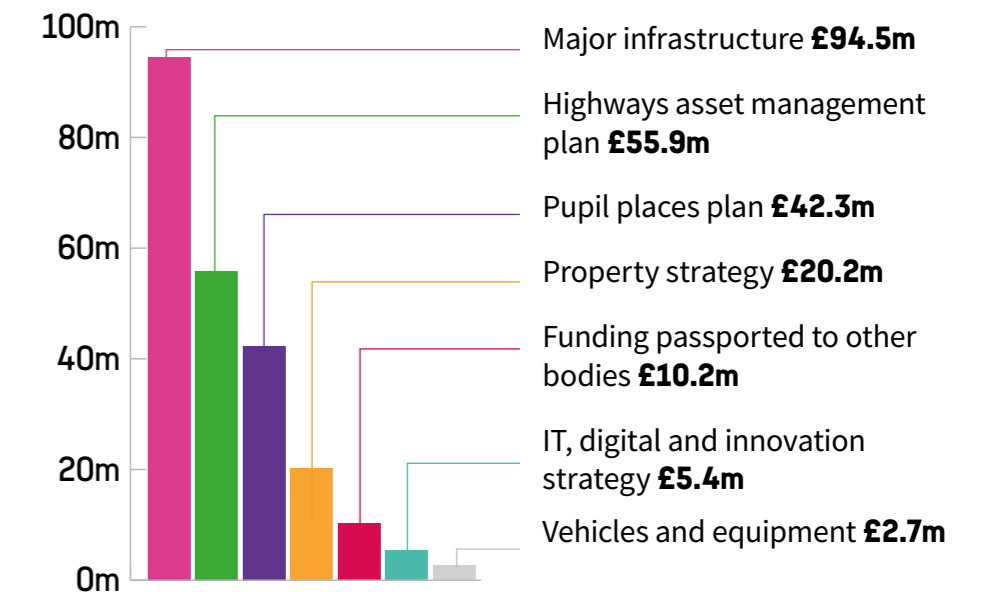 100m
80m
60m
40m
20m
0m
Major infrastructure £94.5m
Highways asset management
plan £55.9m
Pupil places plan £42.3m
Property strategy £20.2m
Funding passported to other
bodies £10.2m
IT, digital and innovation
strategy £5.4m
Vehicles and equipment £2.7m